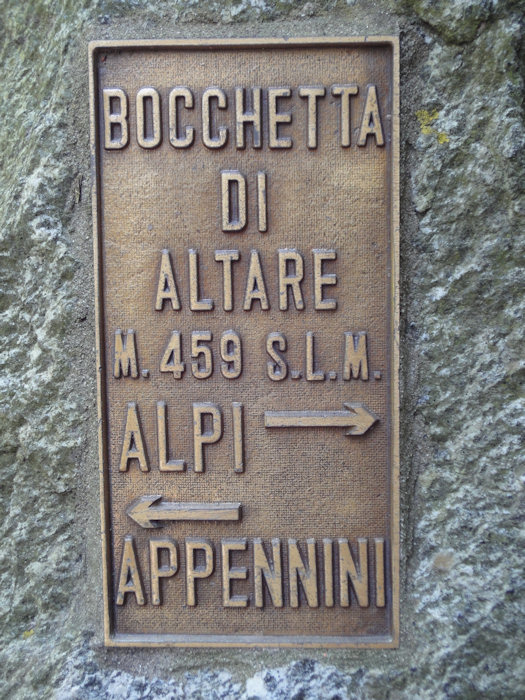 BOCCHETTA
DI
ALTARE
M. 459 S.L.M.
ALPI
APPENNINI